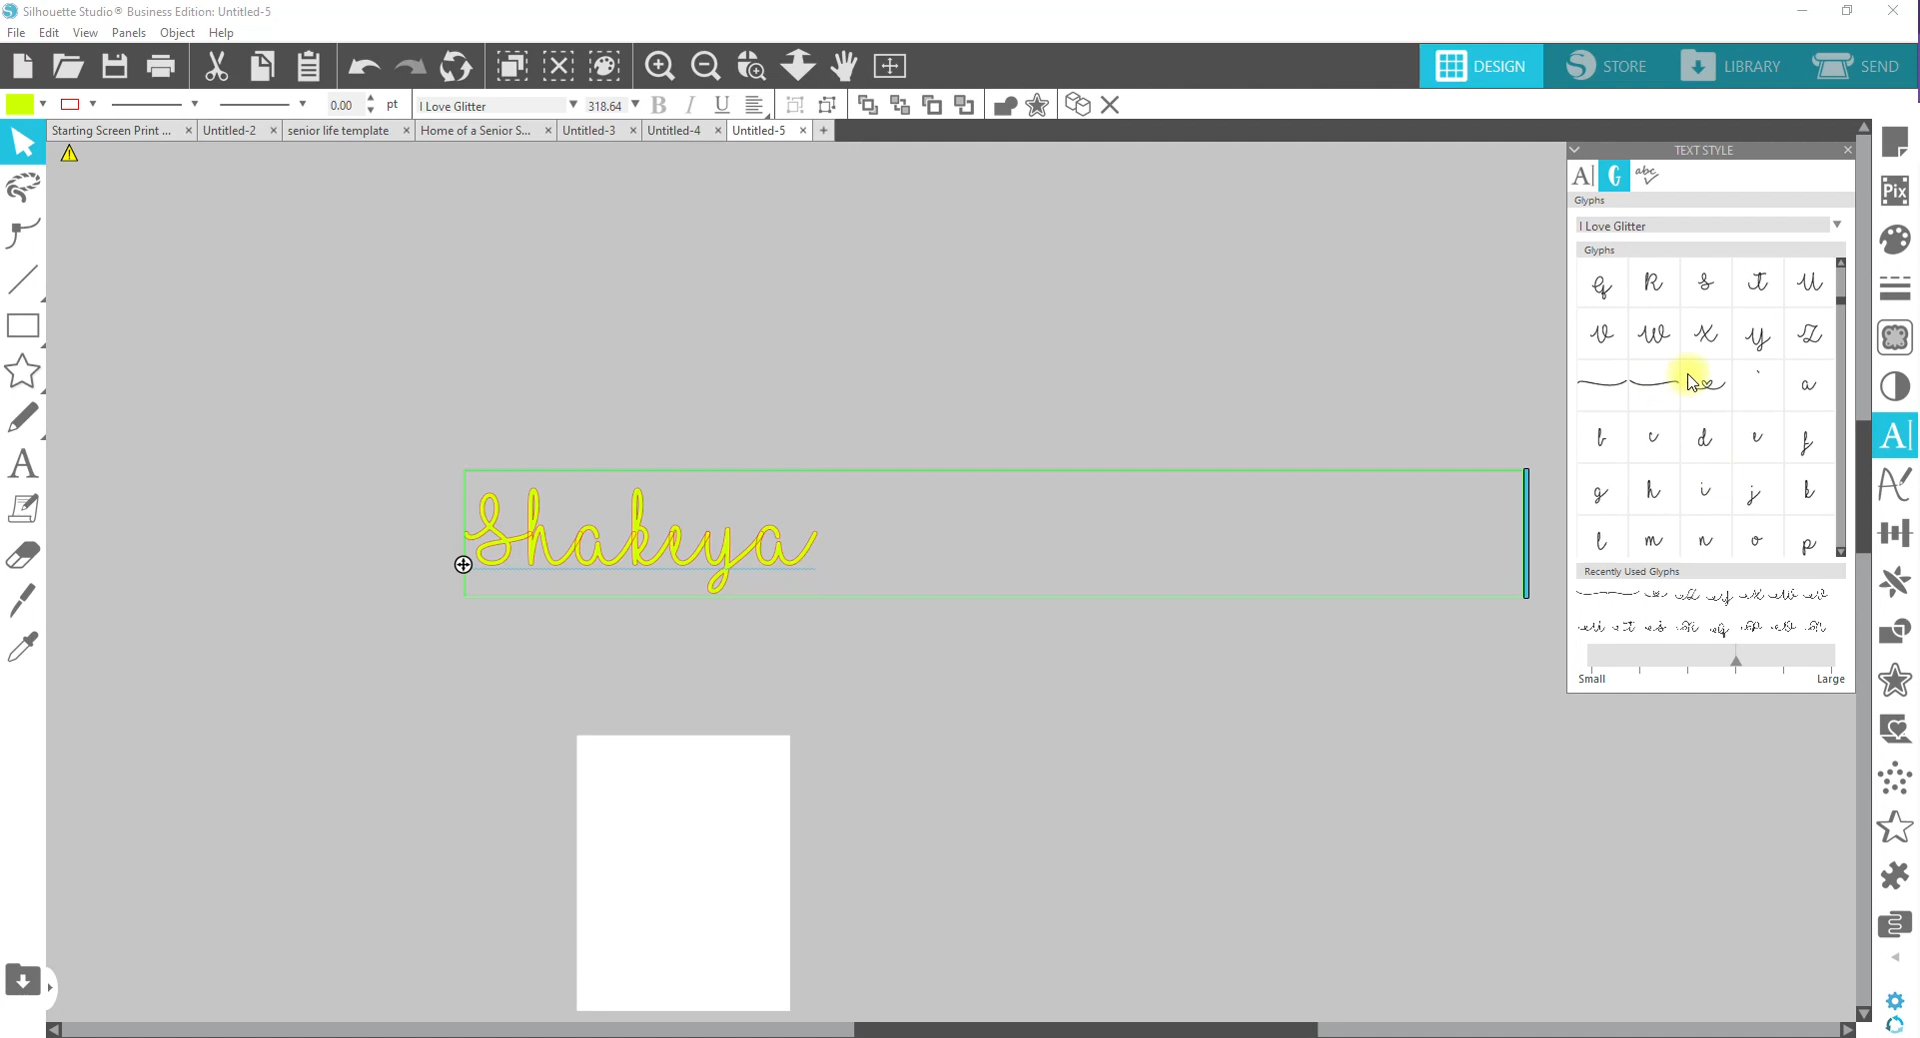 Silhouette Studio® Business Edition: Untitled-5
File Edit View Panels Object Help
DESIGN STORE LIBRARY SEND
0.00 pt I Love Glitter 318.64 B I U
Starting Screen Print ... Untitled-2 senior life template Home of a Senior S... Untitled-3 Untitled-4 Untitled-5
TEXT STYLE
A G abc
Glyphs
I Love Glitter
Glyphs
Q R S T U
V W X Y Z
` a
b c d e f
g h i j k
l m n o p
Recently Used Glyphs
Small Large
Shakeya
Pix